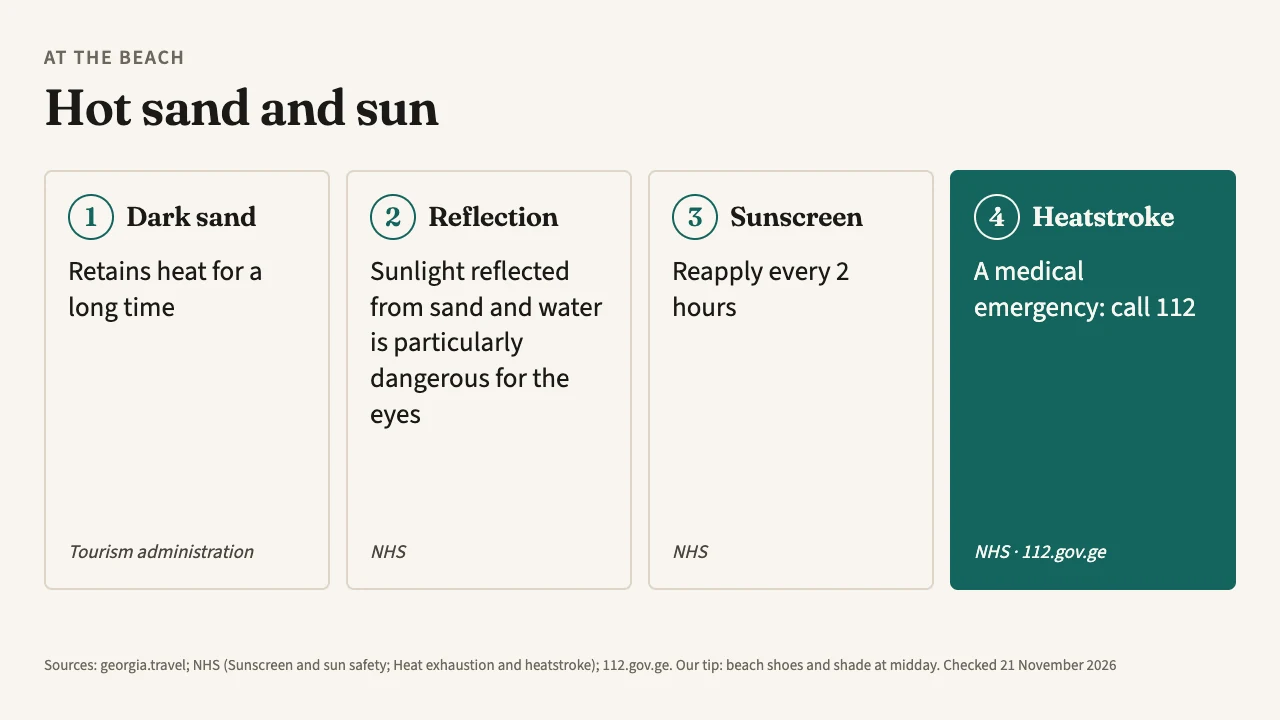 AT THE BEACH
Hot sand and sun
1 Dark sand
Retains heat for a
long time
Tourism administration
2 Reflection
Sunlight reflected
from sand and water
is particularly
dangerous for the
eyes
NHS
3 Sunscreen
Reapply every 2
hours
NHS
4 Heatstroke
A medical
emergency: call 112
NHS · 112.gov.ge
Sources: georgia.travel; NHS (Sunscreen and sun safety; Heat exhaustion and heatstroke); 112.gov.ge. Our tip: beach shoes and shade at midday. Checked 21 November 2026